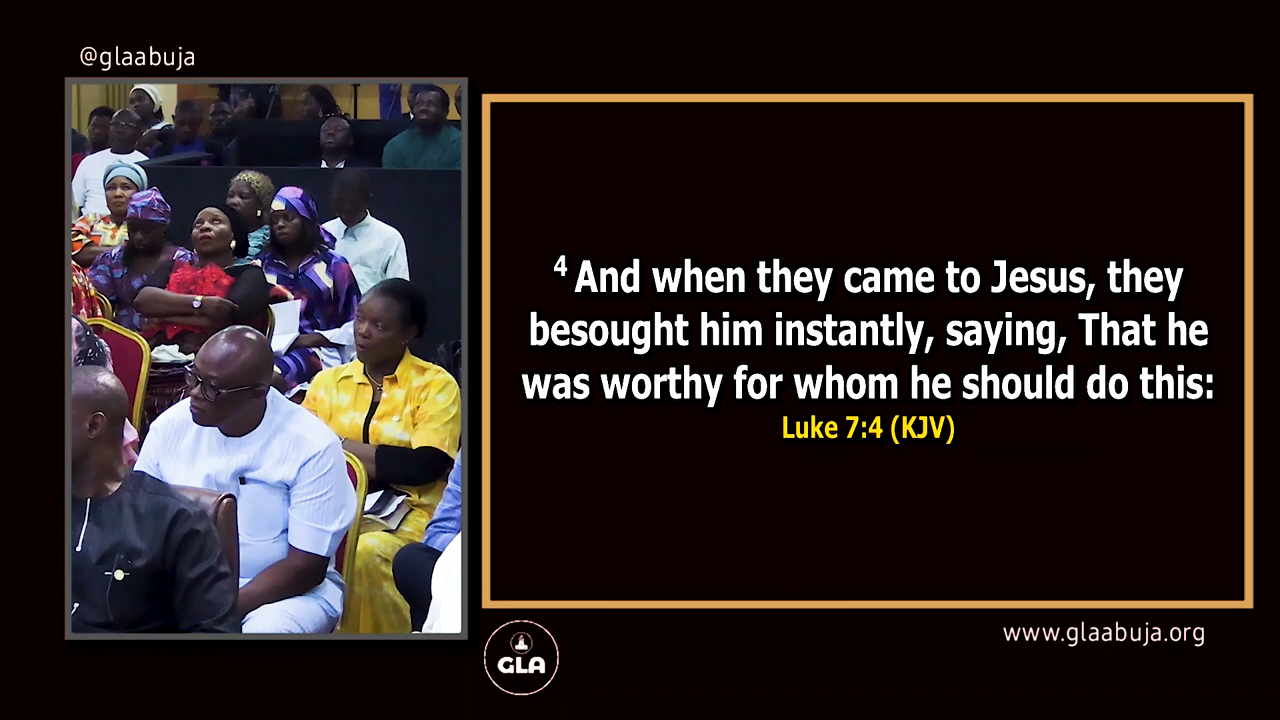 @glaabuja
4 And when they came to Jesus, they
besought him instantly, saying, That he
was worthy for whom he should do this:
Luke 7:4 (KJV)
www.glaabuja.org
GLA